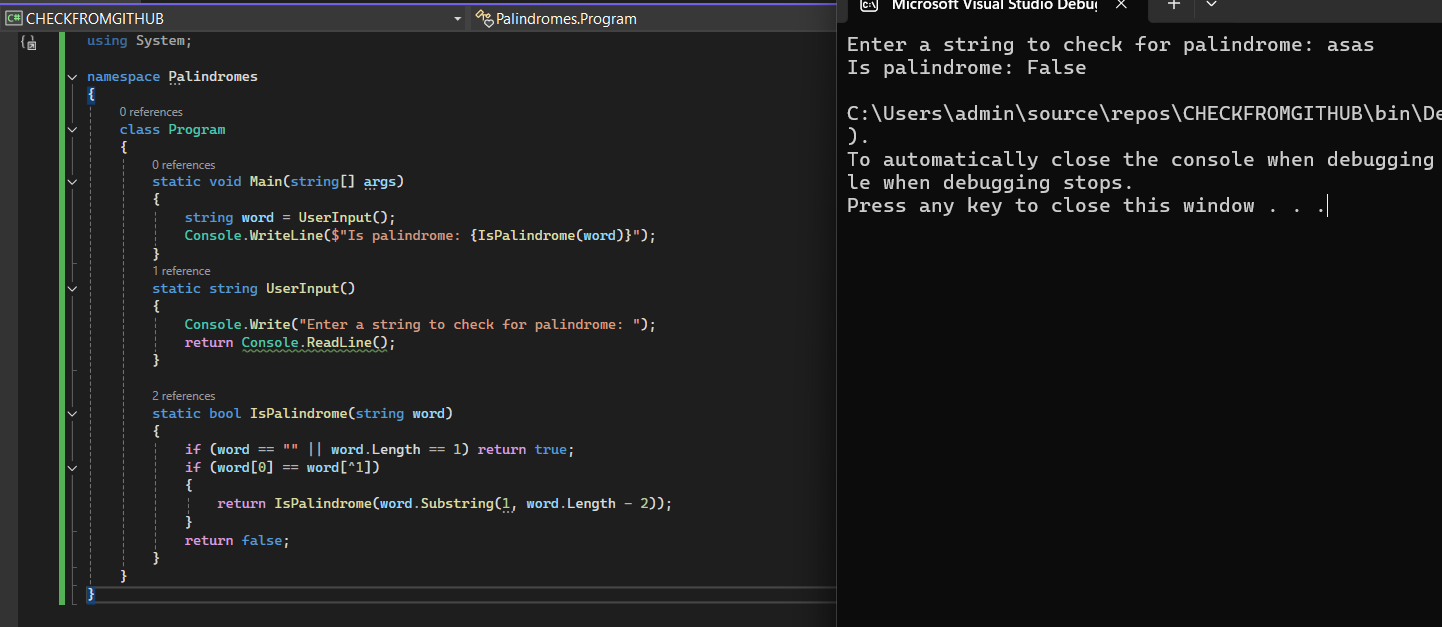 C# CHECKFROMGITHUB
Palindromes.Program
using System;
namespace Palindromes
{
0 references
class Program
{
0 references
static void Main(string[] args)
{
string word = UserInput();
Console.WriteLine($"Is palindrome: {IsPalindrome(word)}");
}
1 reference
static string UserInput()
{
Console.Write("Enter a string to check for palindrome: ");
return Console.ReadLine();
}
2 references
static bool IsPalindrome(string word)
{
if (word == "" || word.Length == 1) return true;
if (word[0] == word[^1])
{
return IsPalindrome(word.Substring(1, word.Length - 2));
}
return false;
}
}
}
Microsoft Visual Studio Debug
Enter a string to check for palindrome: asas
Is palindrome: False
C:\Users\admin\source\repos\CHECKFROMGITHUB\bin\De
).
To automatically close the console when debugging
le when debugging stops.
Press any key to close this window . . .